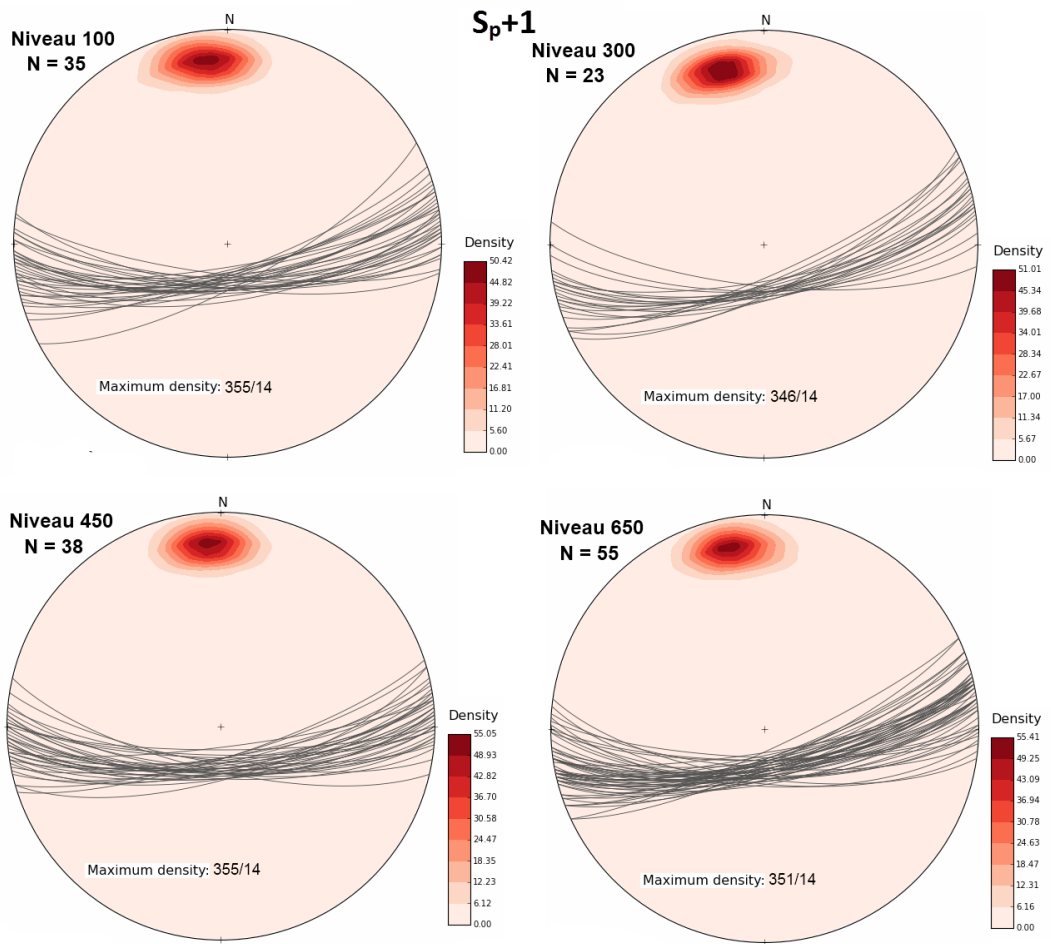 Sp+1
Niveau 100
N = 35
N
Density
50.42
44.82
39.22
33.61
28.01
22.41
16.81
11.20
5.60
0.00
Maximum density: 355/14
Niveau 300
N = 23
N
Density
51.01
45.34
39.68
34.01
28.34
22.67
17.00
11.34
5.67
0.00
Maximum density: 346/14
Niveau 450
N = 38
N
Density
55.05
48.93
42.82
36.70
30.58
24.47
18.35
12.23
6.12
0.00
Maximum density: 355/14
Niveau 650
N = 55
N
Density
55.41
49.25
43.09
36.94
30.78
24.63
18.47
12.31
6.16
0.00
Maximum density: 351/14